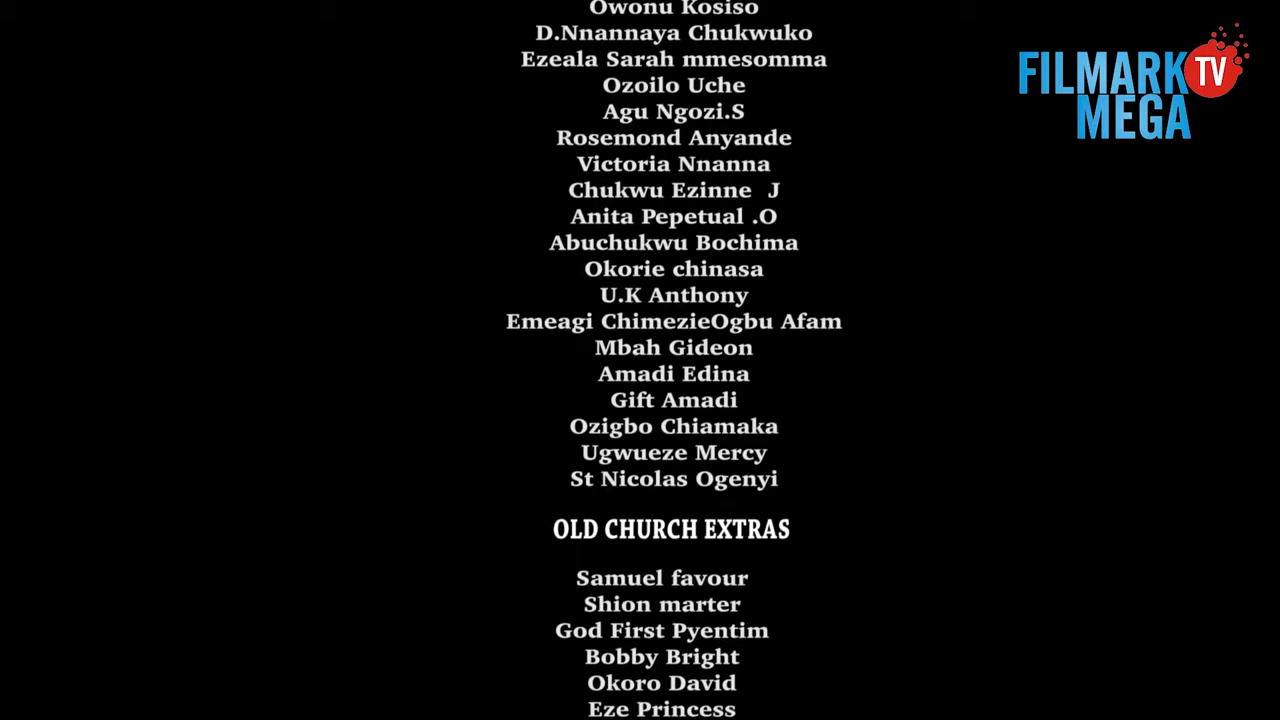 Owonu Kosiso
D.Nnannaya Chukwuko
Ezeala Sarah mmesomma
Ozoilo Uche
Agu Ngozi.S
Rosemond Anyande
Victoria Nnanna
Chukwu Ezinne  J
Anita Pepetual .O
Abuchukwu Bochima
Okorie chinasa
U.K Anthony
Emeagi ChimezieOgbu Afam
Mbah Gideon
Amadi Edina
Gift Amadi
Ozigbo Chiamaka
Ugwueze Mercy
St Nicolas Ogenyi
OLD CHURCH EXTRAS
Samuel favour
Shion marter
God First Pyentim
Bobby Bright
Okoro David
Eze Princess
FILMARK TV
MEGA